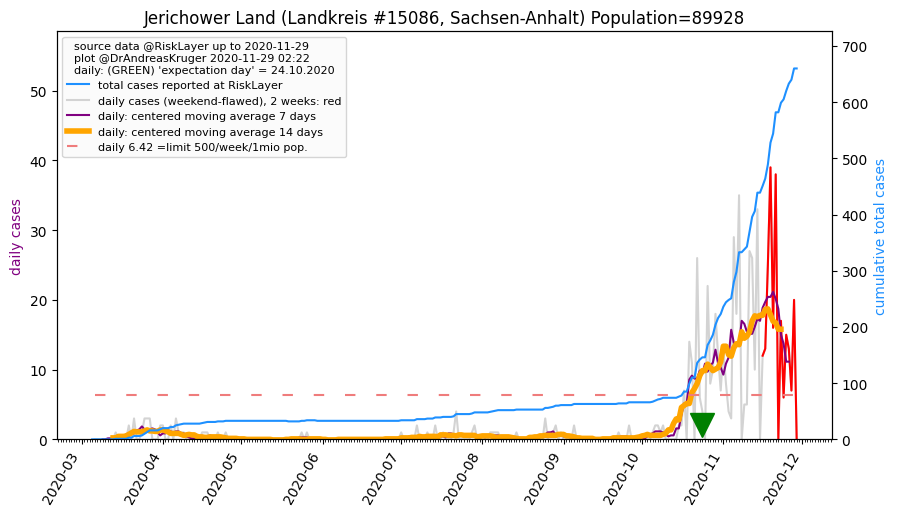 Jerichower Land (Landkreis #15086, Sachsen-Anhalt) Population=89928
source data @RiskLayer up to 2020-11-29
plot @DrAndreasKruger 2020-11-29 02:22
daily: (GREEN) 'expectation day' = 24.10.2020
total cases reported at RiskLayer
daily cases (weekend-flawed), 2 weeks: red
daily: centered moving average 7 days
daily: centered moving average 14 days
daily 6.42 =limit 500/week/1mio pop.
daily cases
50
40
30
20
10
0
700
600
500
400
300
200
100
0
cumulative total cases
2020-03
2020-04
2020-05
2020-06
2020-07
2020-08
2020-09
2020-10
2020-11
2020-12